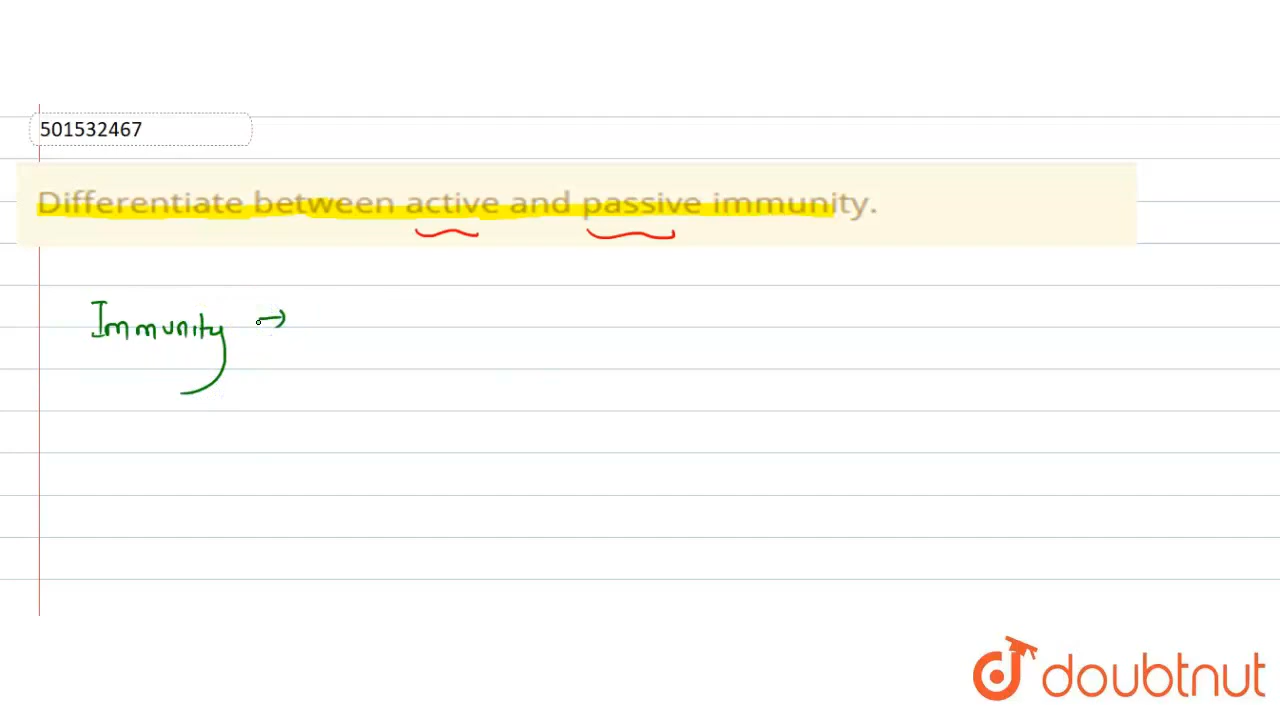 501532467
Differentiate between active and passive immunity.
Immunity →
doubtnut